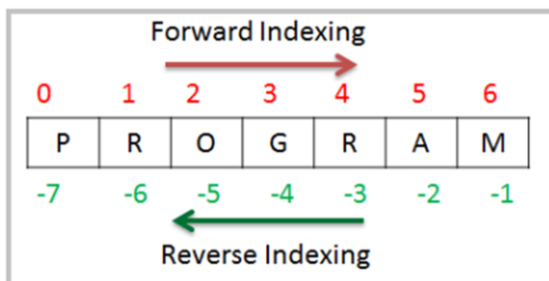 Forward Indexing
0 1 2 3 4 5 6
P R O G R A M
-7 -6 -5 -4 -3 -2 -1
Reverse Indexing